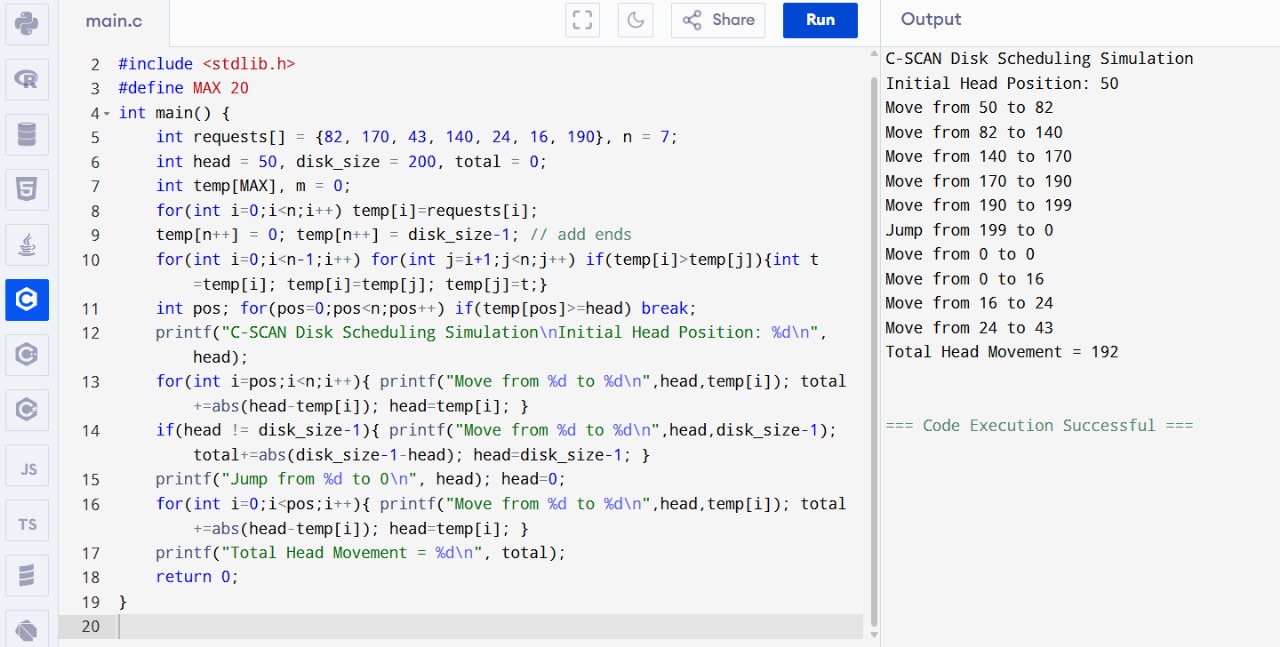 main.c
Share
Run
Output
2 #include <stdlib.h>
3 #define MAX 20
4 int main() {
5 int requests[] = {82, 170, 43, 140, 24, 16, 190}, n = 7;
6 int head = 50, disk_size = 200, total = 0;
7 int temp[MAX], m = 0;
8 for(int i=0;i<n;i++) temp[i]=requests[i];
9 temp[n++] = 0; temp[n++] = disk_size-1; // add ends
10 for(int i=0;i<n-1;i++) for(int j=i+1;j<n;j++) if(temp[i]>temp[j]){int t
=temp[i]; temp[i]=temp[j]; temp[j]=t;}
11 int pos; for(pos=0;pos<n;pos++) if(temp[pos]>=head) break;
12 printf("C-SCAN Disk Scheduling Simulation\nInitial Head Position: %d\n",
head);
13 for(int i=pos;i<n;i++){ printf("Move from %d to %d\n",head,temp[i]); total
+=abs(head-temp[i]); head=temp[i]; }
14 if(head != disk_size-1){ printf("Move from %d to %d\n",head,disk_size-1);
total+=abs(disk_size-1-head); head=disk_size-1; }
15 printf("Jump from %d to 0\n", head); head=0;
16 for(int i=0;i<pos;i++){ printf("Move from %d to %d\n",head,temp[i]); total
+=abs(head-temp[i]); head=temp[i]; }
17 printf("Total Head Movement = %d\n", total);
18 return 0;
19 }
20
C-SCAN Disk Scheduling Simulation
Initial Head Position: 50
Move from 50 to 82
Move from 82 to 140
Move from 140 to 170
Move from 170 to 190
Move from 190 to 199
Jump from 199 to 0
Move from 0 to 0
Move from 0 to 16
Move from 16 to 24
Move from 24 to 43
Total Head Movement = 192
=== Code Execution Successful ===
R
5
C
C
C
JS
TS